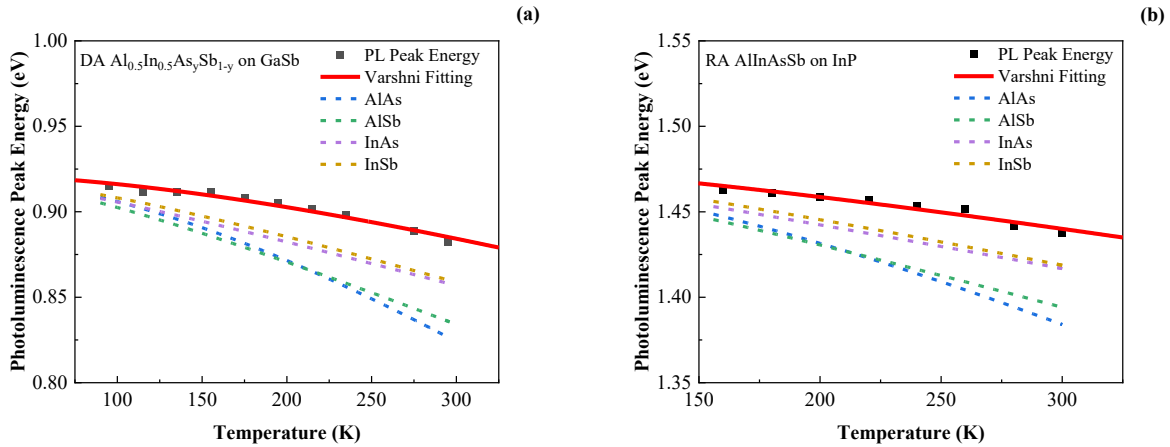 (a)
DA Al0.5In0.5AsySb1-y on GaSb
PL Peak Energy
Varshni Fitting
AlAs
AlSb
InAs
InSb
Photoluminescence Peak Energy (eV)
1.00
0.95
0.90
0.85
0.80
100 150 200 250 300
Temperature (K)
(b)
RA AlInAsSb on InP
PL Peak Energy
Varshni Fitting
AlAs
AlSb
InAs
InSb
Photoluminescence Peak Energy (eV)
1.55
1.50
1.45
1.40
1.35
150 200 250 300
Temperature (K)